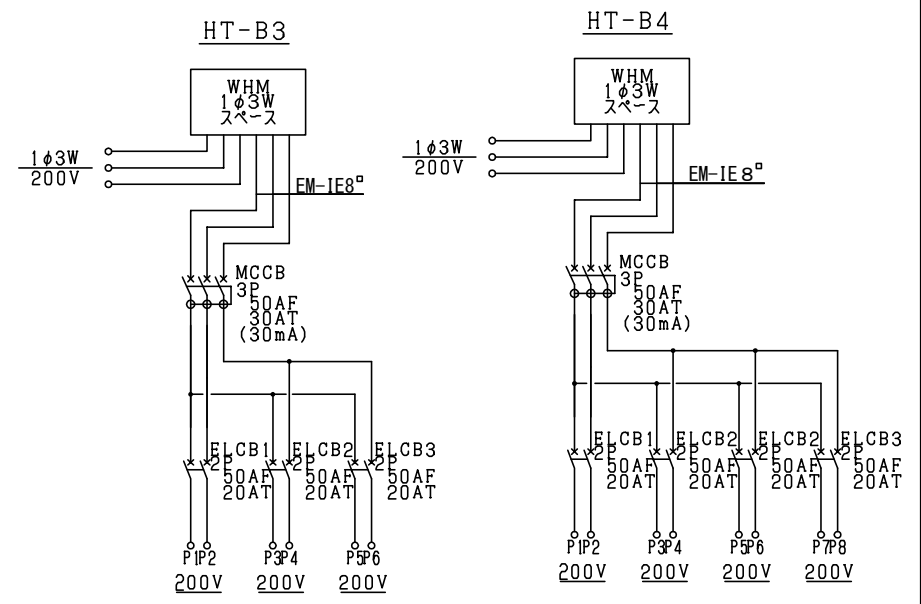 HT-B3
WHM
1φ3W
スペース
1φ3W
200V
EM-IE8□
MCCB
3P
50AF
30AT
(30mA)
ELCB1
2P
50AF
20AT
ELCB2
2P
50AF
20AT
ELCB3
2P
50AF
20AT
P1P2
200V
P3P4
200V
P5P6
200V
HT-B4
WHM
1φ3W
スペース
1φ3W
200V
EM-IE8□
MCCB
3P
50AF
30AT
(30mA)
ELCB1
2P
50AF
20AT
ELCB2
2P
50AF
20AT
ELCB2
2P
50AF
20AT
ELCB3
2P
50AF
20AT
P1P2
200V
P3P4
200V
P5P6
200V
P7P8
200V